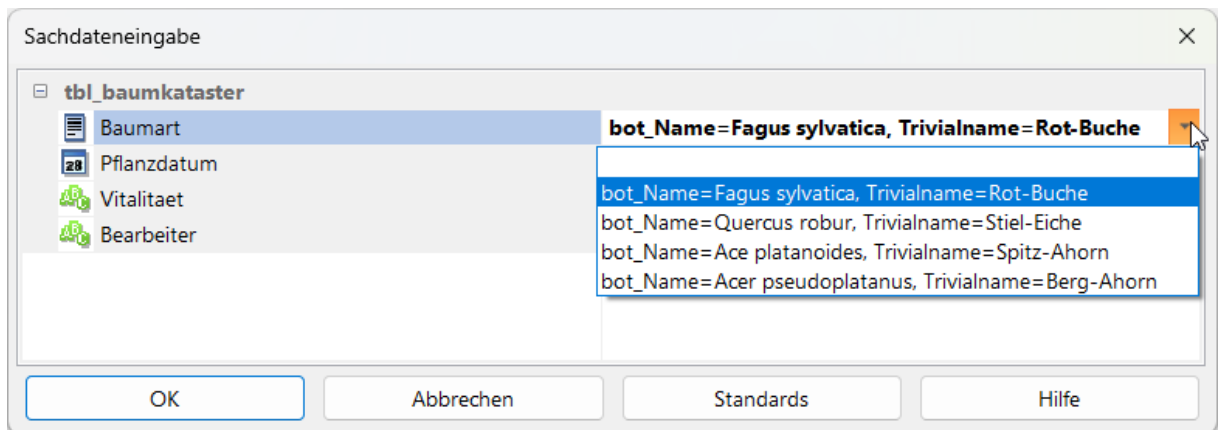 Sachdateneingabe
tbl_baumkataster
Baumart bot_Name=Fagus sylvatica, Trivialname=Rot-Buche
28 Pflanzdatum
Vitalitaet
bot_Name=Fagus sylvatica, Trivialname=Rot-Buche
bot_Name=Quercus robur, Trivialname=Stiel-Eiche
Bearbeiter
bot_Name=Ace platanoides, Trivialname=Spitz-Ahorn
bot_Name=Acer pseudoplatanus, Trivialname=Berg-Ahorn
OK Abbrechen Standards Hilfe